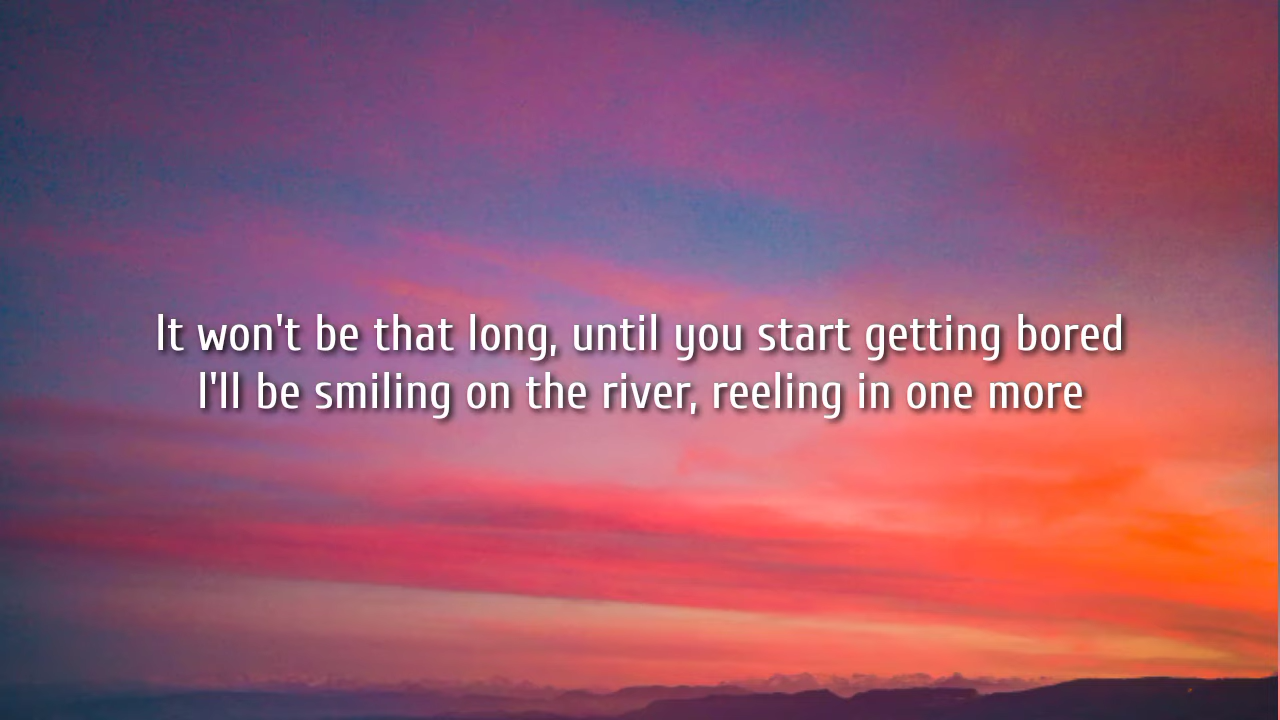 It won't be that long, until you start getting bored
I'll be smiling on the river, reeling in one more